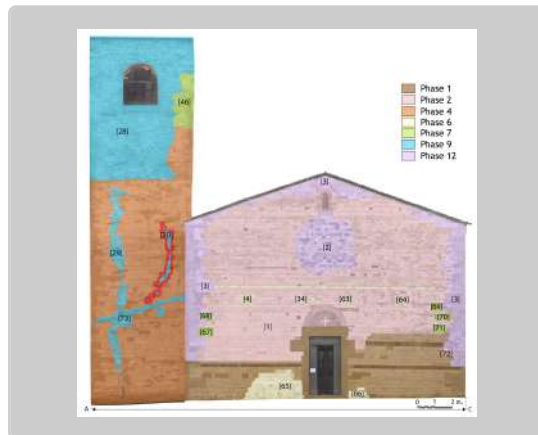 Phase 1
Phase 2
Phase 4
Phase 6
Phase 7
Phase 9
Phase 12
[46]
[28]
[3]
[2]
[29]
[3]
[4]
[34]
[63]
[64]
[3]
[69]
[68]
[70]
[73]
[1]
[71]
[67]
[72]
[65]
[66]
0 1 2 m
A
C